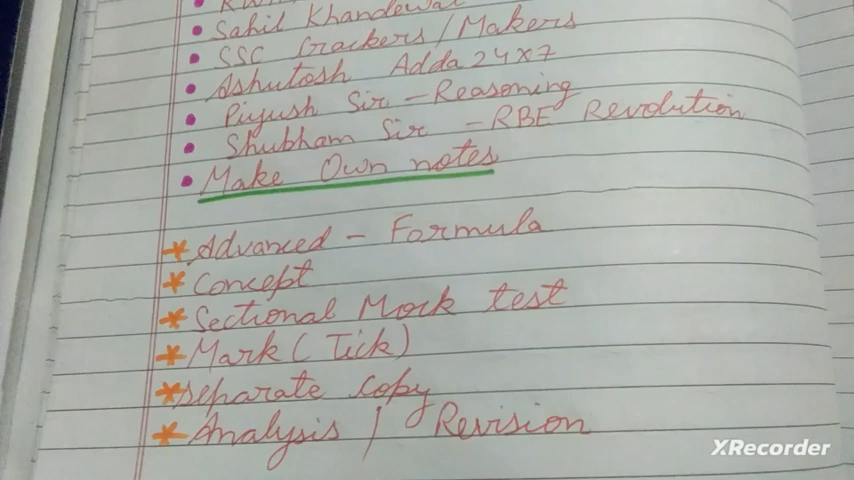 Sahil Khandewal
SSC Crackers/Makers
Ashutosh Adda 24x7
Piyush Sir - Reasoning
Shubham Sir - RBE Revolution
Make Own notes
Advanced - Formula
Concept
Sectional Mock test
Mark ( Tick)
separate copy
Analysis / Revision
XRecorder